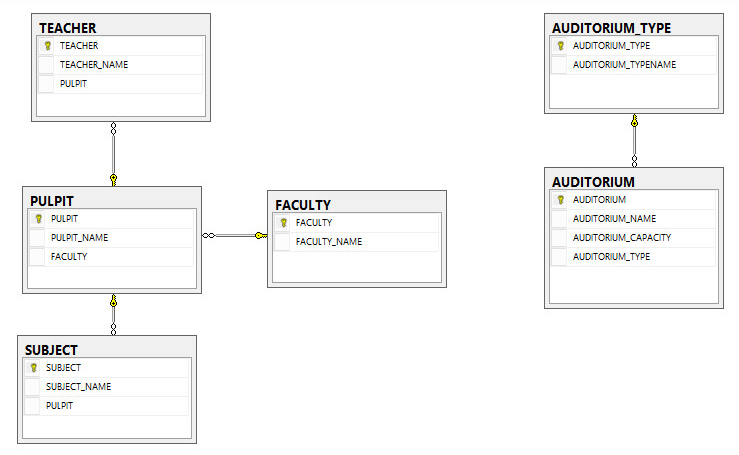 TEACHER
TEACHER
TEACHER_NAME
PULPIT
PULPIT
PULPIT
PULPIT_NAME
FACULTY
SUBJECT
SUBJECT
SUBJECT_NAME
PULPIT
FACULTY
FACULTY
FACULTY_NAME
AUDITORIUM_TYPE
AUDITORIUM_TYPE
AUDITORIUM_TYPENAME
AUDITORIUM
AUDITORIUM
AUDITORIUM_NAME
AUDITORIUM_CAPACITY
AUDITORIUM_TYPE